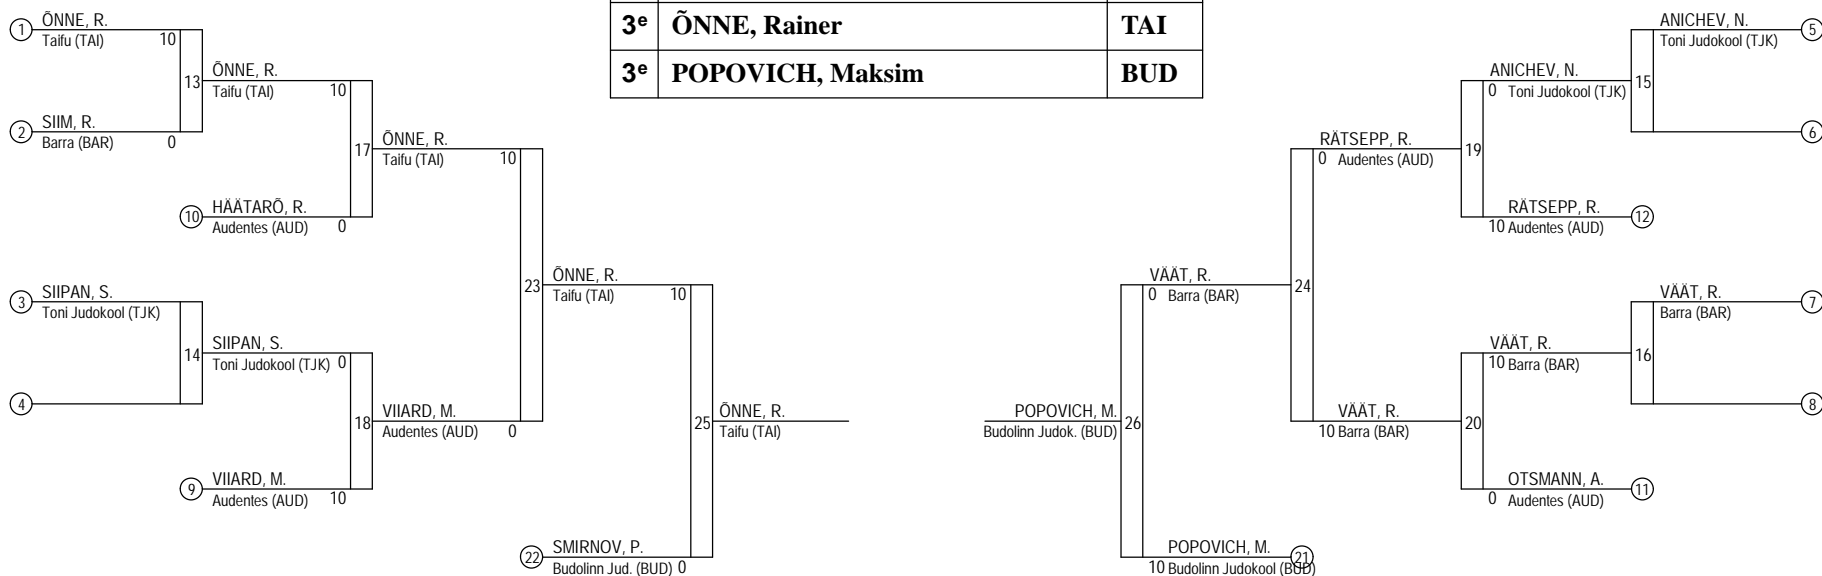 3e ÕNNE, Rainer TAI
3e POPOVICH, Maksim BUD
1 ÕNNE, R.
Taifu (TAI) 10
13 ÕNNE, R.
Taifu (TAI) 10
2 SIIM, R.
Barra (BAR) 0
17 ÕNNE, R.
Taifu (TAI) 10
10 HÄÄTARÕ, R.
Audentes (AUD) 0
3 SIIPAN, S.
Toni Judokool (TJK)
14 SIIPAN, S.
Toni Judokool (TJK) 0
4
18 VIIARD, M.
Audentes (AUD) 0
9 VIIARD, M.
Audentes (AUD) 10
23 ÕNNE, R.
Taifu (TAI) 10
25 ÕNNE, R.
Taifu (TAI)
22 SMIRNOV, P.
Budolinn Jud. (BUD) 0
ANICHEV, N. 5
Toni Judokool (TJK)
ANICHEV, N. 15
0 Toni Judokool (TJK)
6
RÄTSEPP, R. 19
0 Audentes (AUD)
RÄTSEPP, R. 12
10 Audentes (AUD)
VÄÄT, R. 24
0 Barra (BAR)
VÄÄT, R. 7
Barra (BAR)
VÄÄT, R. 16
10 Barra (BAR)
8
VÄÄT, R. 20
10 Barra (BAR)
OTSMANN, A. 11
0 Audentes (AUD)
POPOVICH, M. 26
Budolinn Judok. (BUD)
POPOVICH, M. 21
10 Budolinn Judokool (BUD)